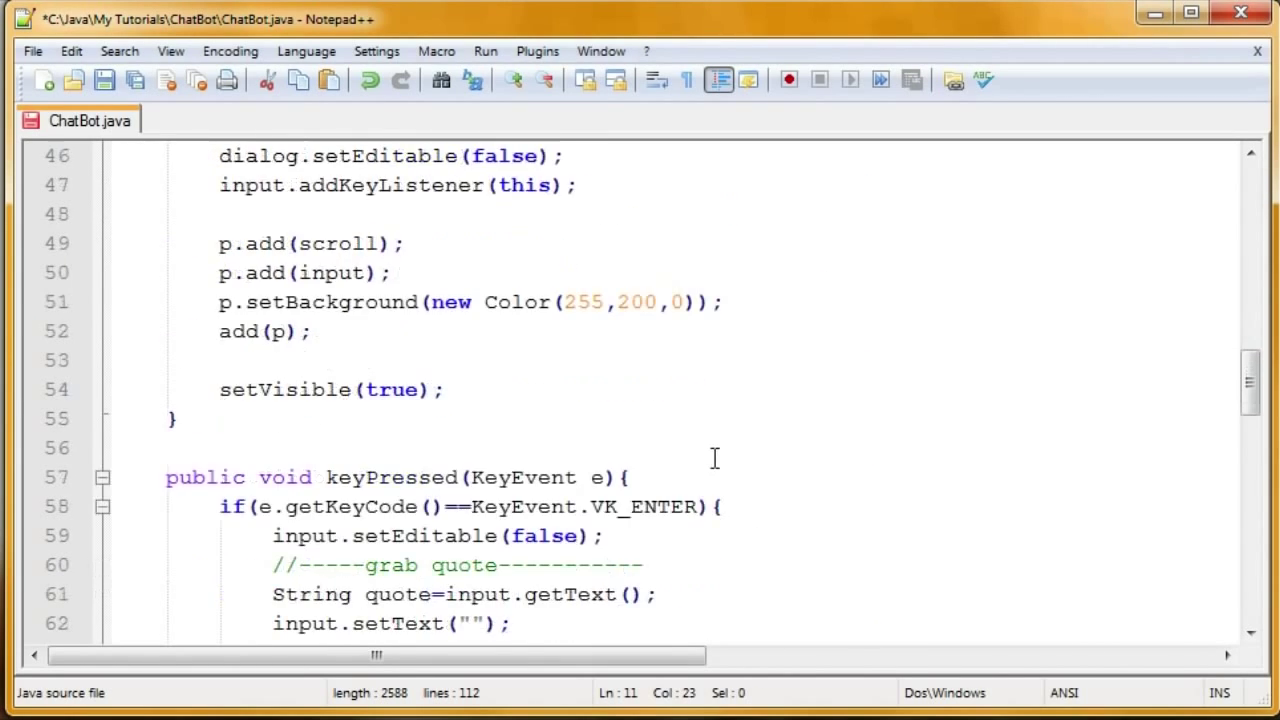 *C:\Java\My Tutorials\ChatBot\ChatBot.java - Notepad++
File Edit Search View Encoding Language Settings Macro Run Plugins Window ? X
ABC
ChatBot.java
46 dialog.setEditable(false);
47 input.addKeyListener(this);
48
49 p.add(scroll);
50 p.add(input);
51 p.setBackground(new Color(255,200,0));
52 add(p);
53
54 setVisible(true);
55 }
56
57 public void keyPressed(KeyEvent e){
58 if(e.getKeyCode()==KeyEvent.VK_ENTER){
59 input.setEditable(false);
60 //-----grab quote-----------
61 String quote=input.getText();
62 input.setText("");
Java source file length : 2588 lines : 112 Ln : 11 Col : 23 Sel : 0 Dos\Windows ANSI INS